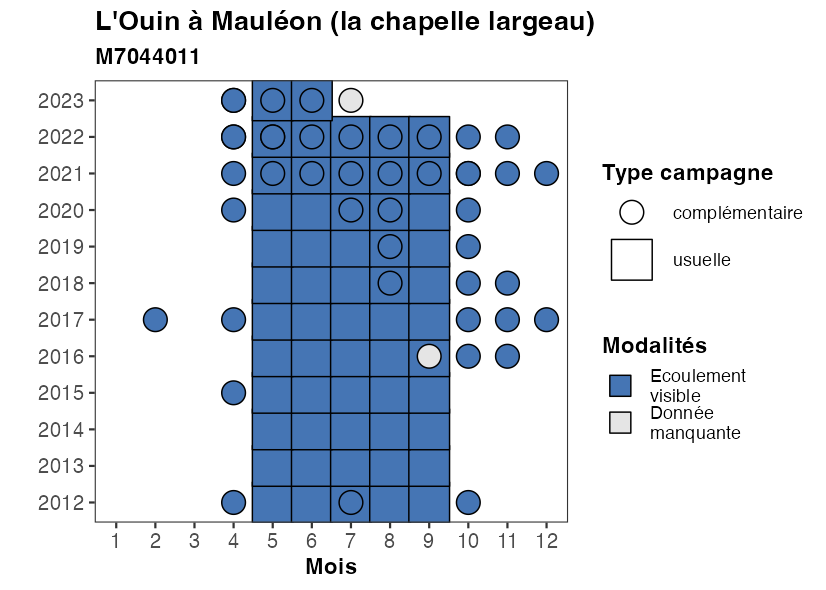 L'Ouin à Mauléon (la chapelle largeau)
M7044011
2023
2022
2021
2020
2019
2018
2017
2016
2015
2014
2013
2012
1 2 3 4 5 6 7 8 9 10 11 12
Mois
Type campagne
complémentaire
usuelle
Modalités
Ecoulement
visible
Donnée
manquante